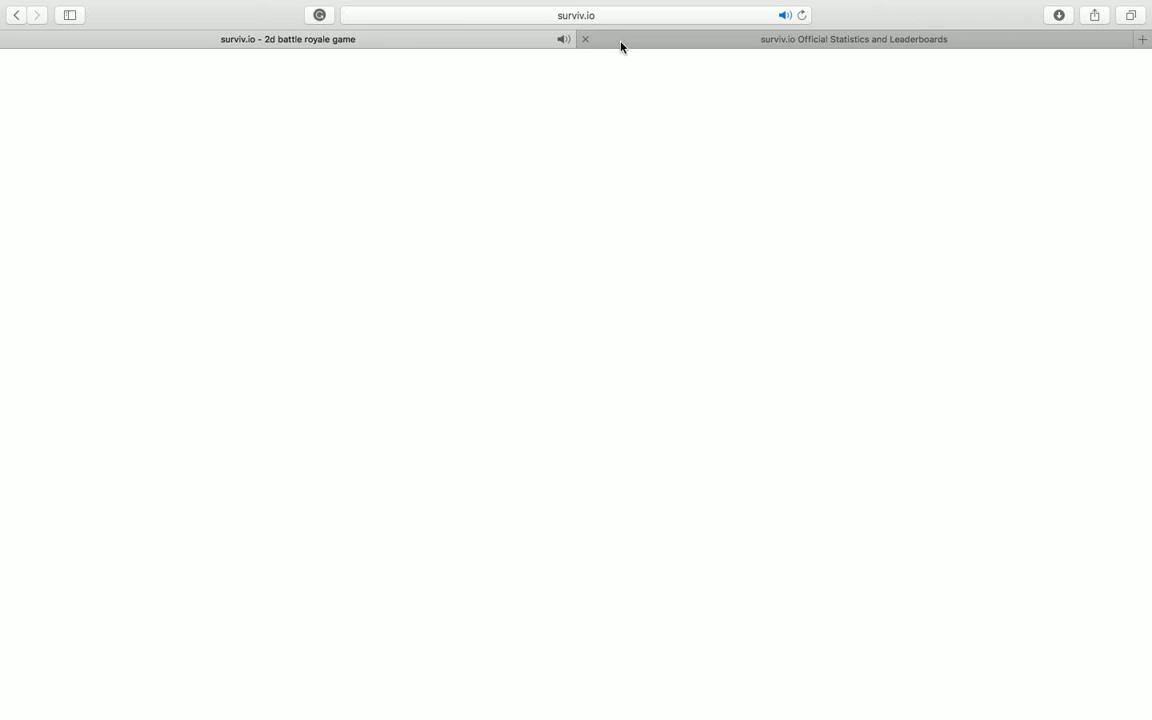 surviv.io
surviv.io - 2d battle royale game
surviv.io Official Statistics and Leaderboards